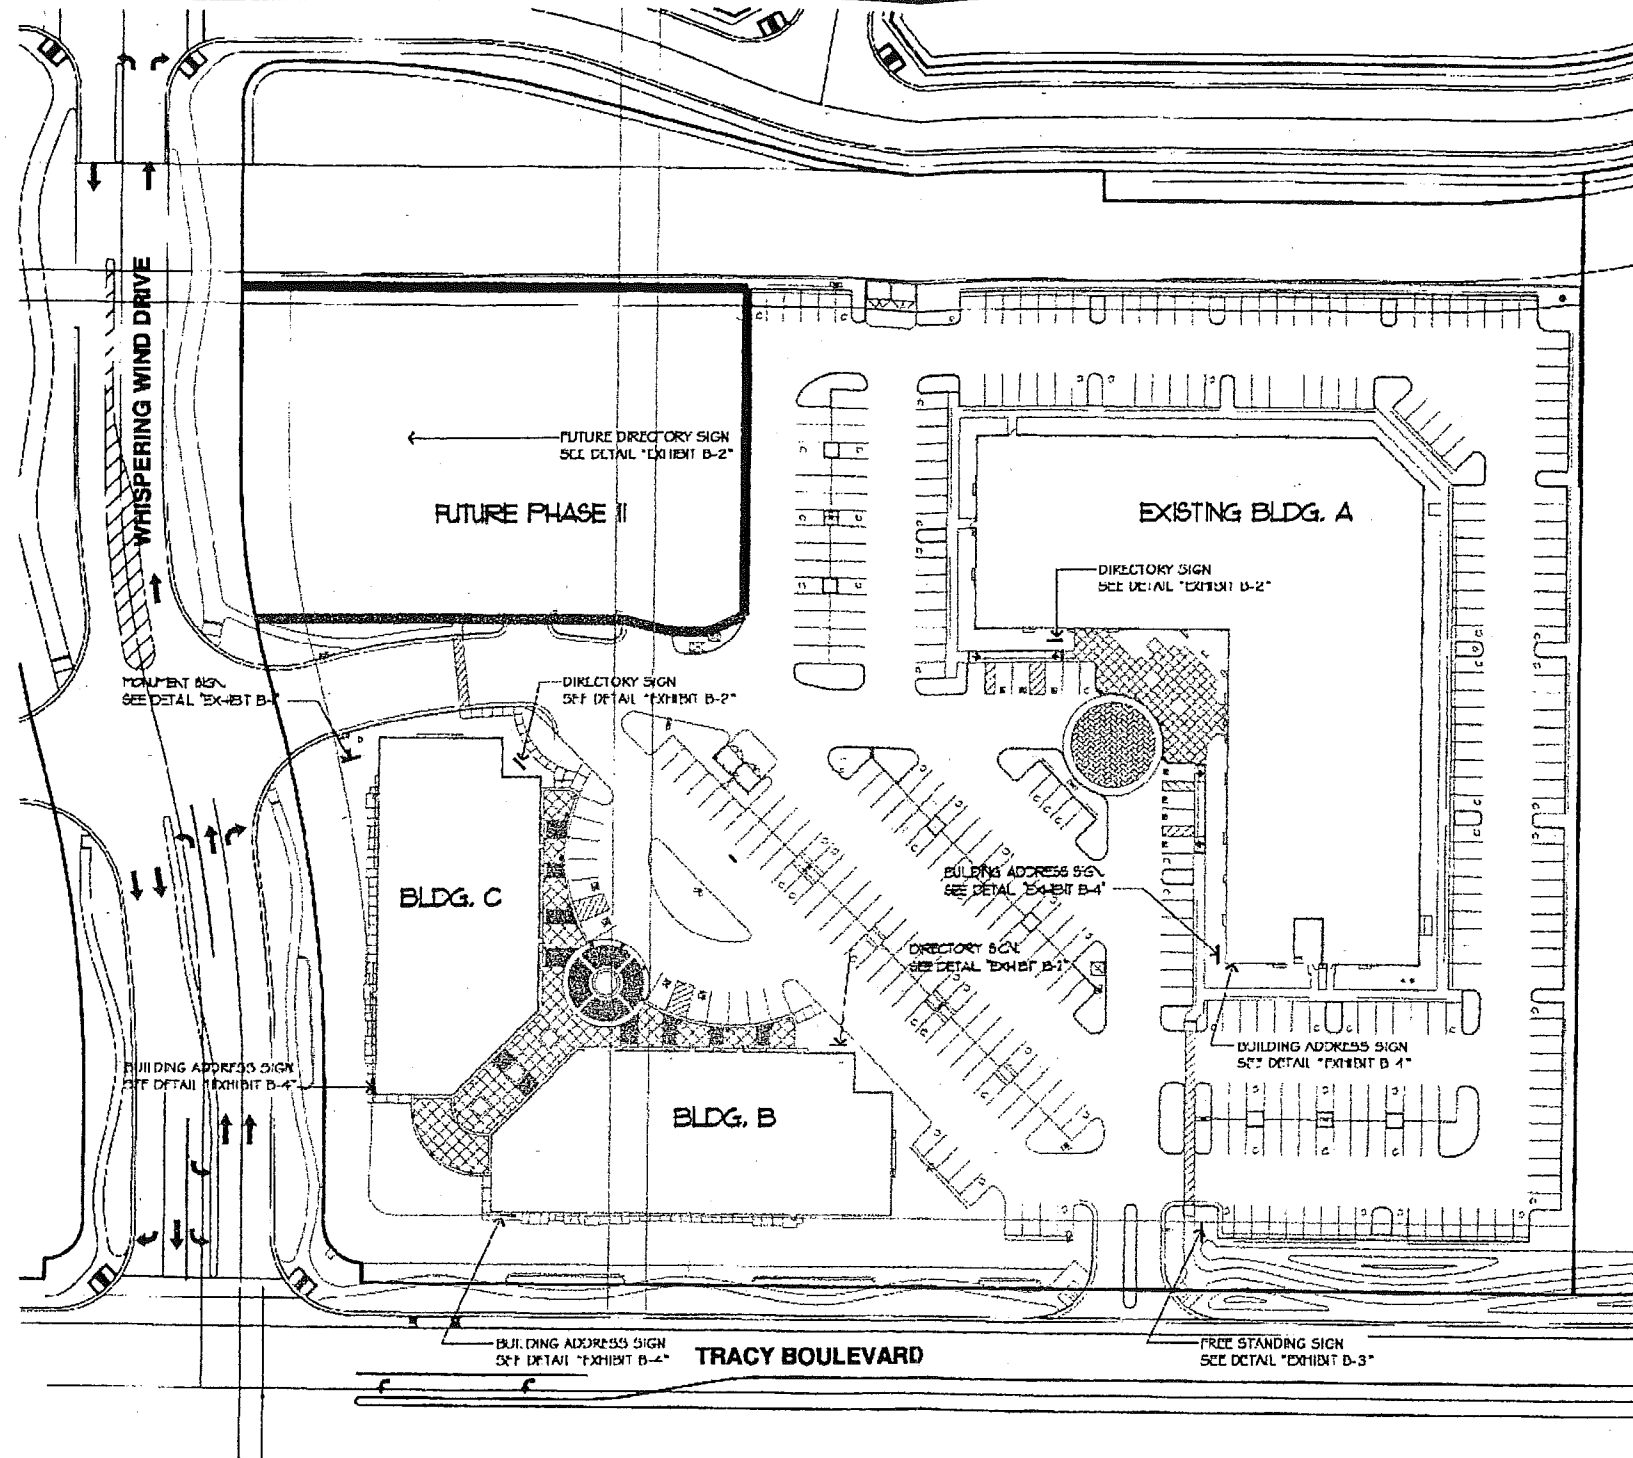 WHISPERING WIND DRIVE
FUTURE DIRECTORY SIGN
SEE DETAIL "EXHIBIT B-2"
FUTURE PHASE II
EXISTING BLDG. A
DIRECTORY SIGN
SEE DETAIL "EXHIBIT B-2"
MONUMENT SIGN
SEE DETAIL "EXHIBIT B-1"
DIRECTORY SIGN
SEE DETAIL "EXHIBIT B-2"
BUILDING ADDRESS SIGN
SEE DETAIL "EXHIBIT B-4"
BLDG. C
DIRECTORY SIGN
SEE DETAIL "EXHIBIT B-2"
BUILDING ADDRESS SIGN
SEE DETAIL "EXHIBIT B-4"
BUILDING ADDRESS SIGN
SEE DETAIL "EXHIBIT B-4"
BLDG. B
BUILDING ADDRESS SIGN
SEE DETAIL "EXHIBIT B-4"
TRACY BOULEVARD
FREE STANDING SIGN
SEE DETAIL "EXHIBIT B-3"